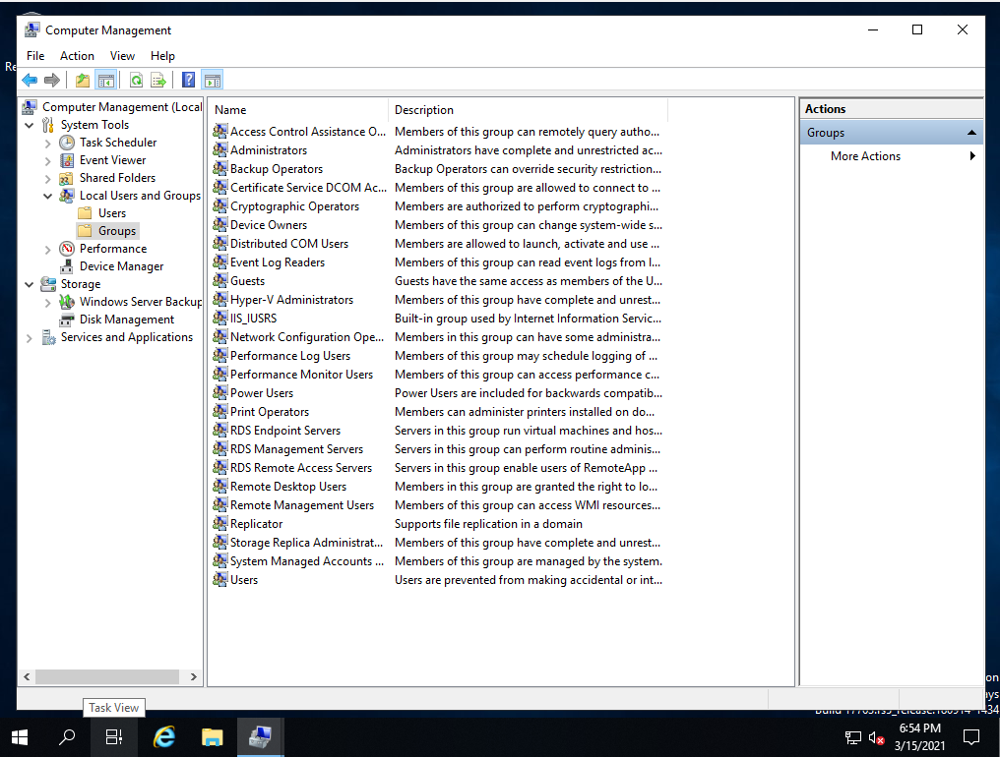 Computer Management
File Action View Help
Computer Management (Local
System Tools
Task Scheduler
Event Viewer
Shared Folders
Local Users and Groups
Users
Groups
Performance
Device Manager
Storage
Windows Server Backup
Disk Management
Services and Applications
Name Description
Access Control Assistance O... Members of this group can remotely query autho...
Administrators Administrators have complete and unrestricted ac...
Backup Operators Backup Operators can override security restriction...
Certificate Service DCOM Ac... Members of this group are allowed to connect to ...
Cryptographic Operators Members are authorized to perform cryptographi...
Device Owners Members of this group can change system-wide s...
Distributed COM Users Members are allowed to launch, activate and use ...
Event Log Readers Members of this group can read event logs from l...
Guests Guests have the same access as members of the U...
Hyper-V Administrators Members of this group have complete and unrest...
IIS_IUSRS Built-in group used by Internet Information Servic...
Network Configuration Ope... Members in this group can have some administra...
Performance Log Users Members of this group may schedule logging of ...
Performance Monitor Users Members of this group can access performance c...
Power Users Power Users are included for backwards compatib...
Print Operators Members can administer printers installed on do...
RDS Endpoint Servers Servers in this group run virtual machines and hos...
RDS Management Servers Servers in this group can perform routine adminis...
RDS Remote Access Servers Servers in this group enable users of RemoteApp ...
Remote Desktop Users Members in this group are granted the right to lo...
Remote Management Users Members of this group can access WMI resources...
Replicator Supports file replication in a domain
Storage Replica Administrat... Members of this group have complete and unrest...
System Managed Accounts ... Members of this group are managed by the system.
Users Users are prevented from making accidental or int...
Actions
Groups
More Actions
Task View
6:54 PM
3/15/2021